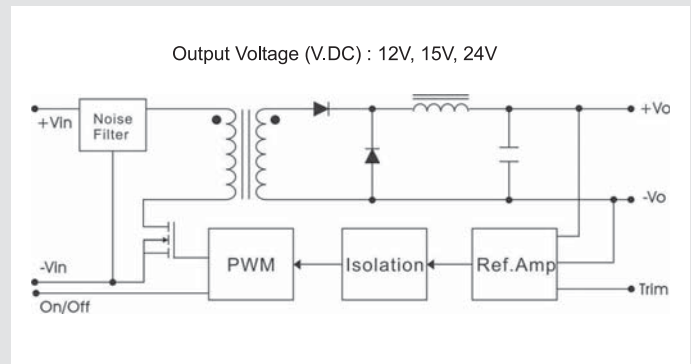 Output Voltage (V.DC) : 12V, 15V, 24V
+Vin
Noise
Filter
+Vo
-Vo
-Vin
PWM
Isolation
Ref.Amp
Trim
On/Off